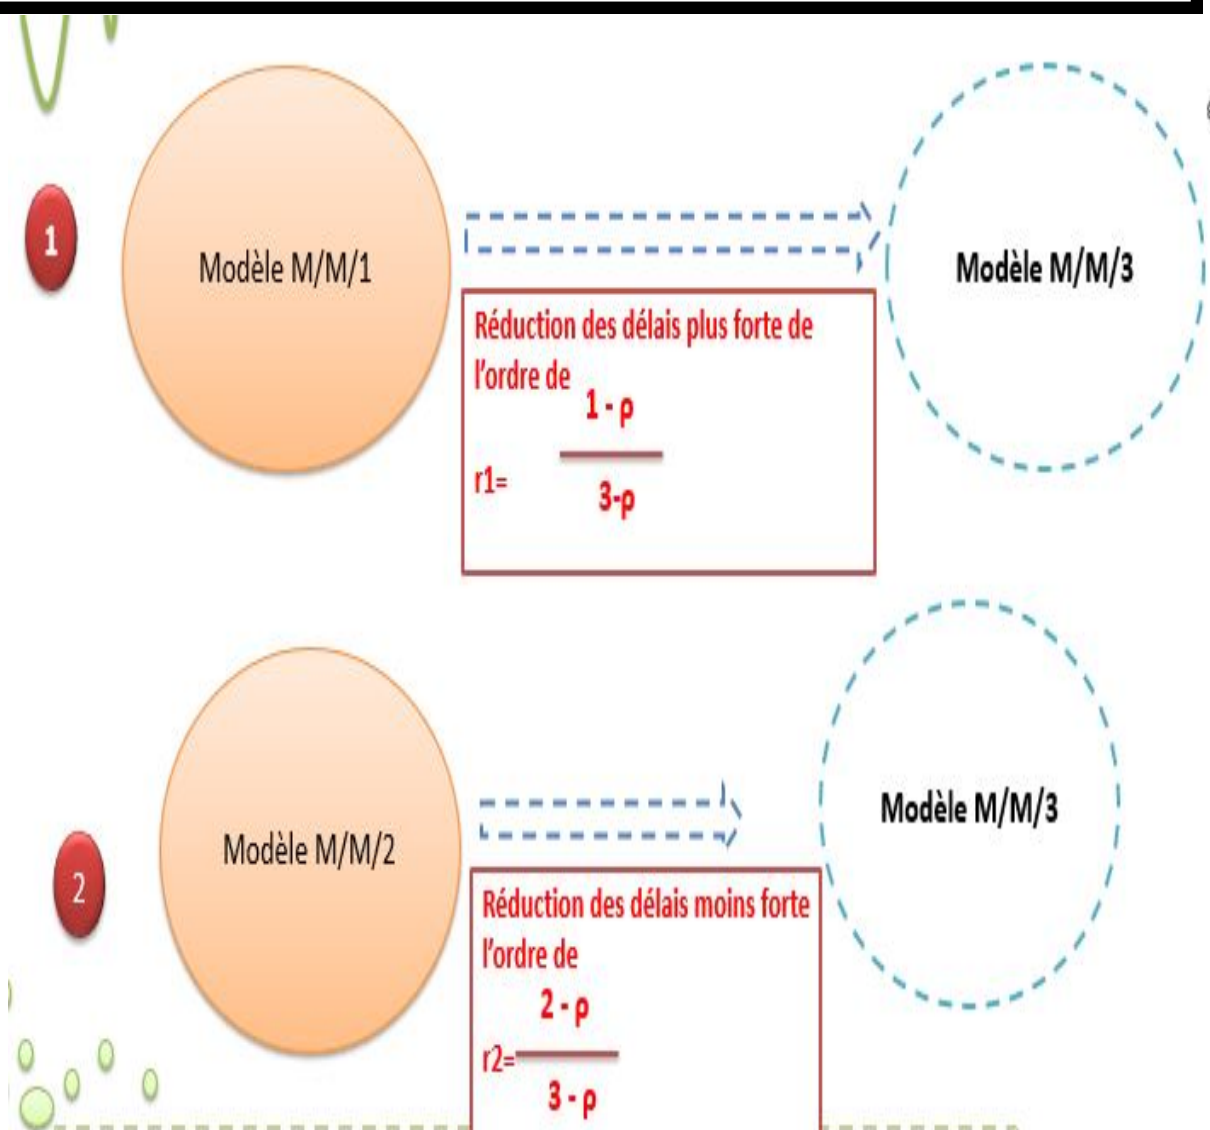 1
Modèle M/M/1
Modèle M/M/3
Réduction des délais plus forte de
l'ordre de
1 - ρ
r1=
3-ρ
2
Modèle M/M/2
Modèle M/M/3
Réduction des délais moins forte
l'ordre de
2 - ρ
r2=
3 - ρ